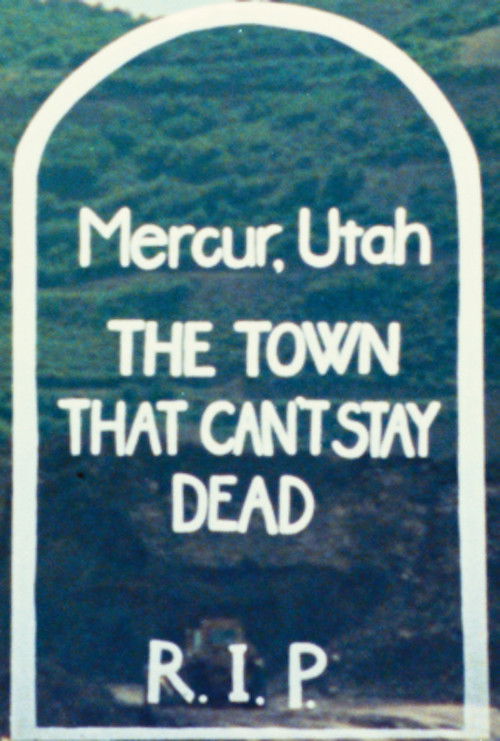 Mercur, Utah
THE TOWN
THAT CAN'T STAY
DEAD
R. I. P.